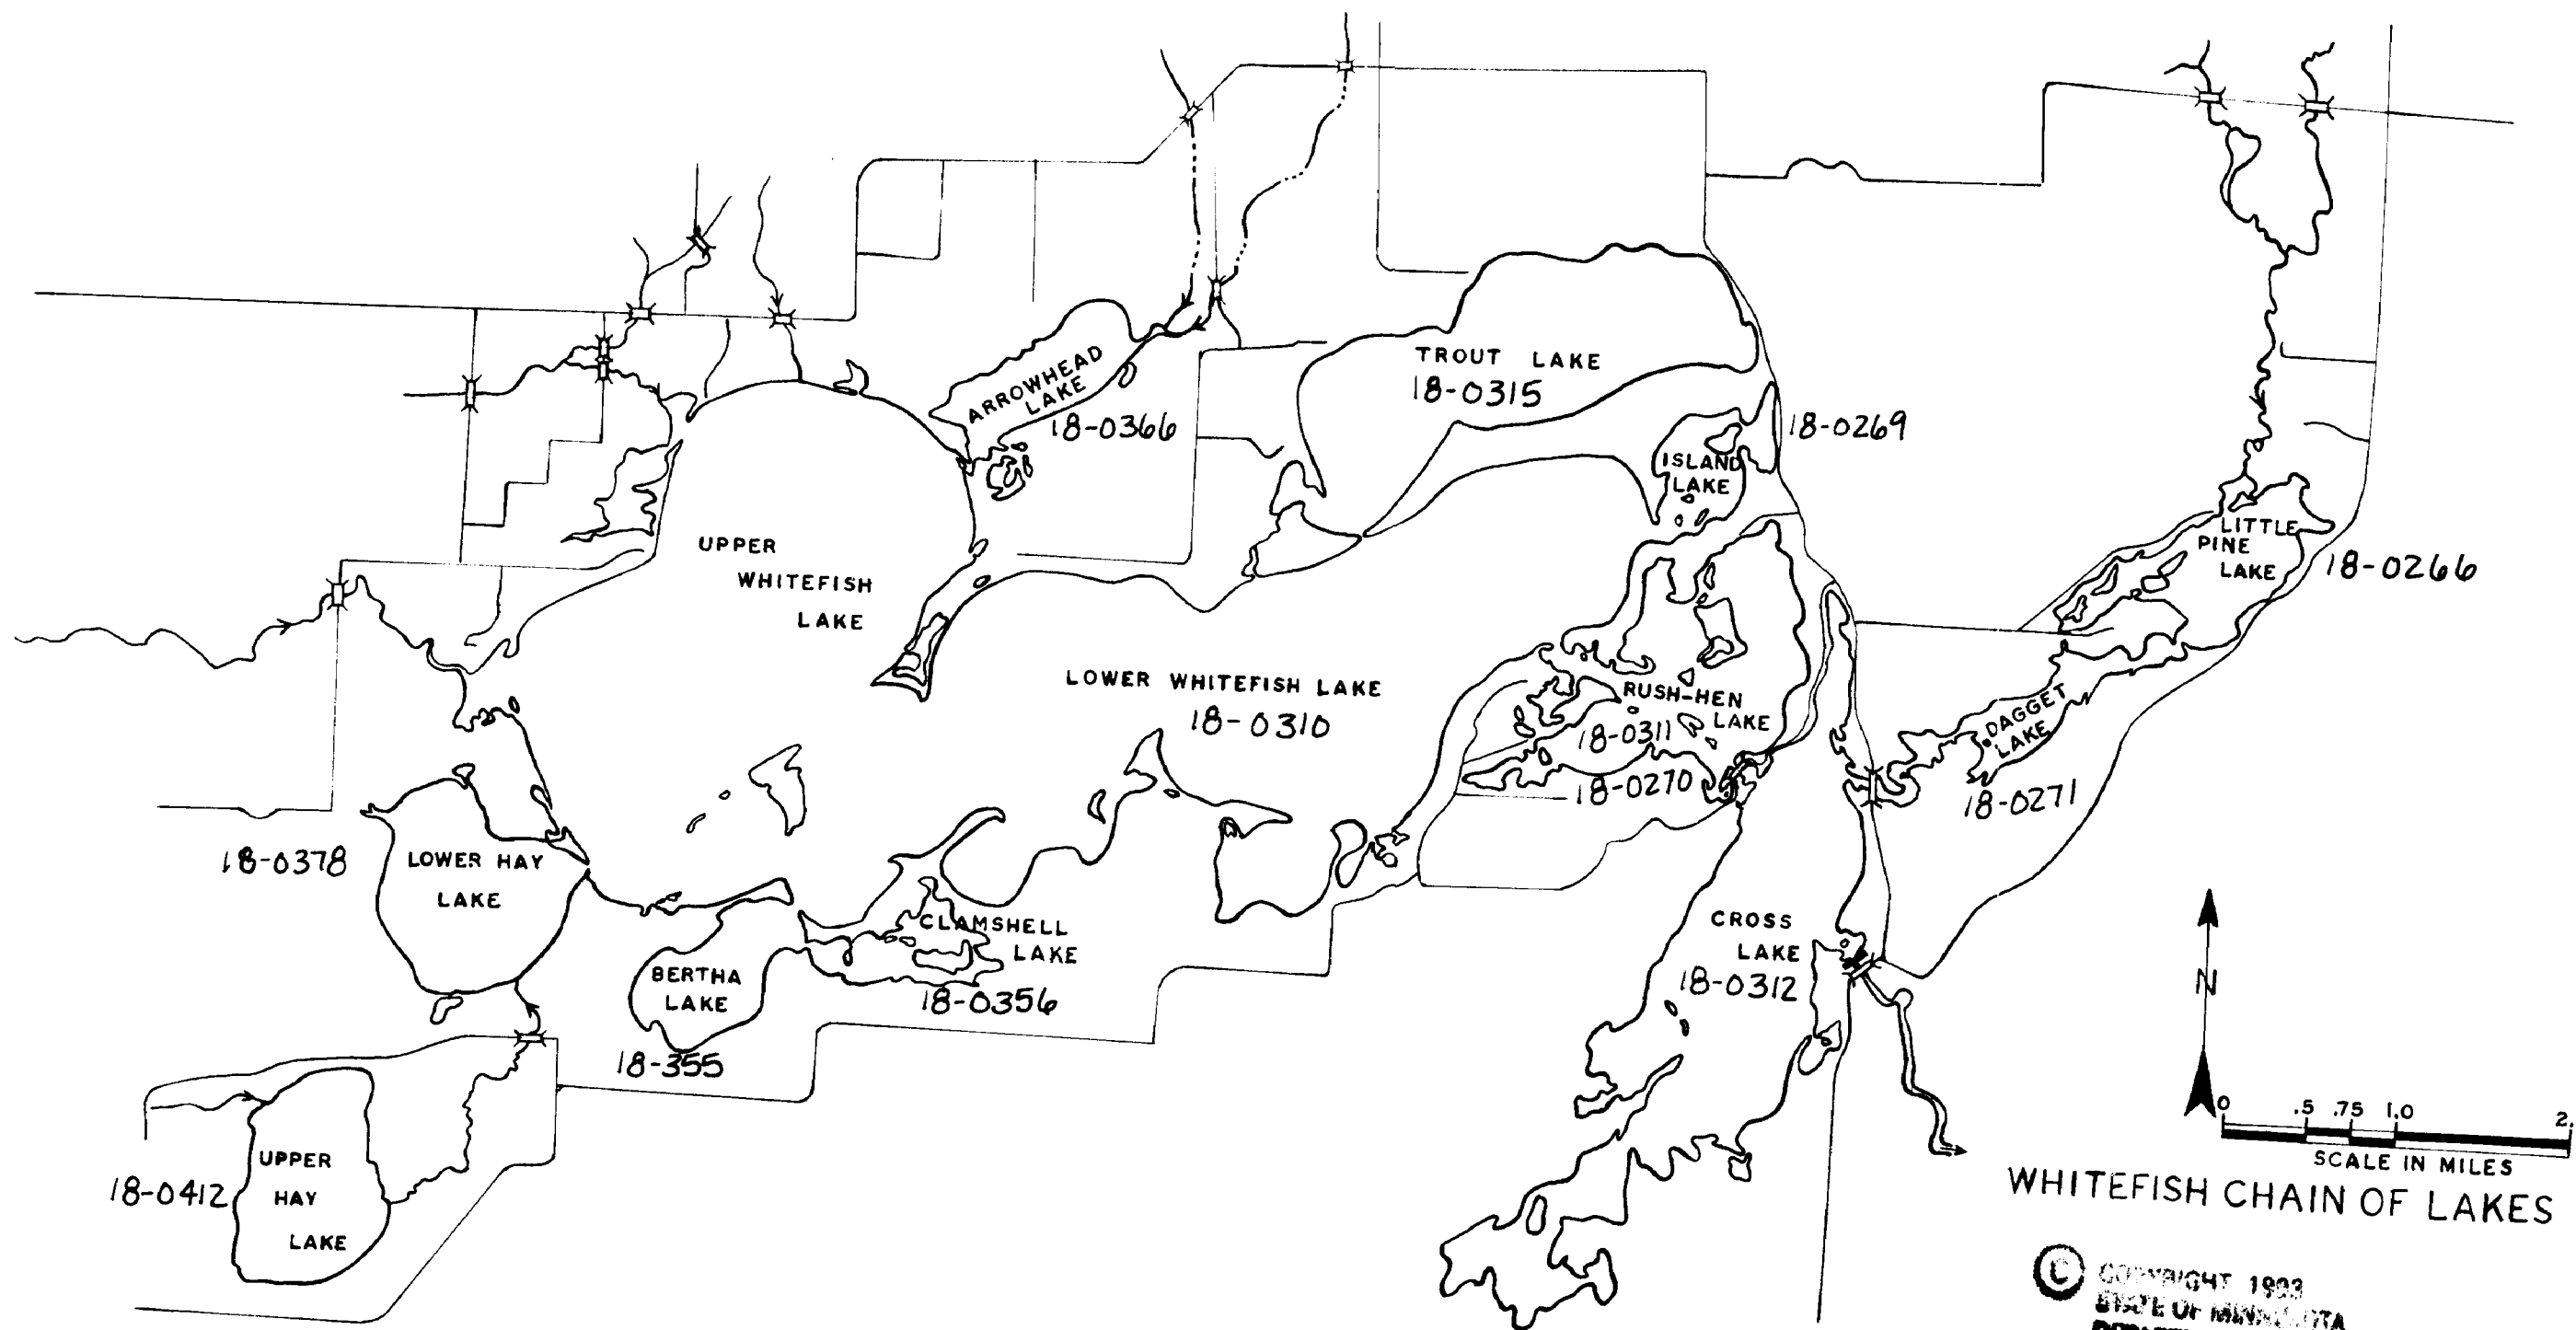 TROUT LAKE
18-0315
ARROWHEAD
LAKE
18-0366
18-0269
ISLAND
LAKE
LITTLE
PINE
LAKE
18-0266
UPPER
WHITEFISH
LAKE
LOWER WHITEFISH LAKE
18-0310
RUSH-HEN
LAKE
18-0311
18-0270
DAGGET
LAKE
18-0271
18-0378
LOWER HAY
LAKE
CLAMSHELL
LAKE
18-0356
BERTHA
LAKE
18-355
CROSS
LAKE
18-0312
N
18-0412
UPPER
HAY
LAKE
0 .5 .75 1.0 2.
SCALE IN MILES
WHITEFISH CHAIN OF LAKES
© COPYRIGHT
STATE OF MINNESOTA